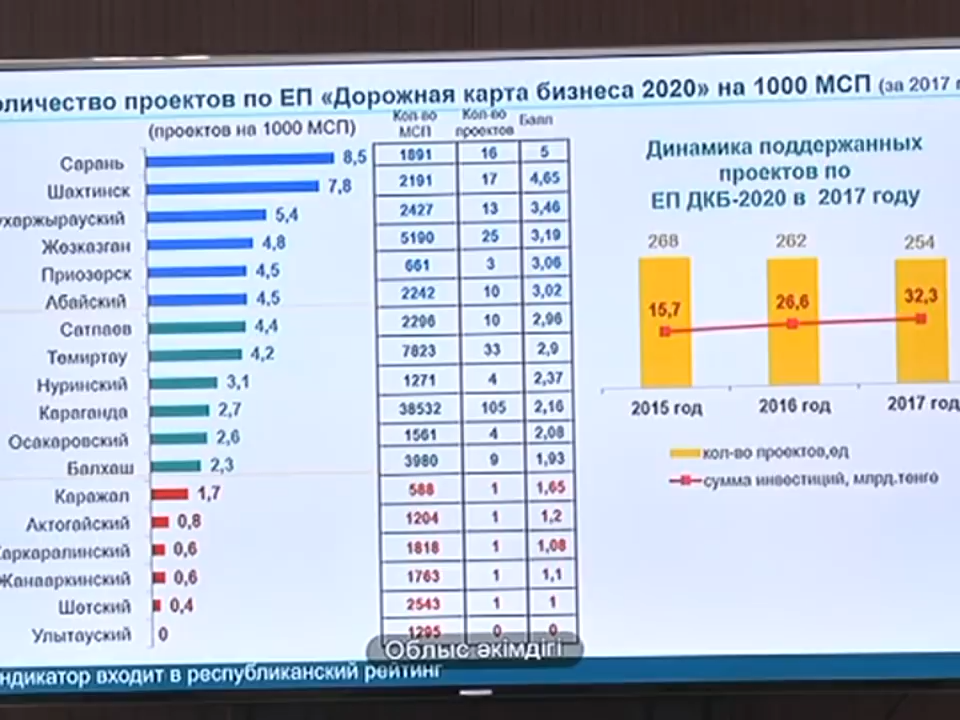 оличество проектов по ЕП «Дорожная карта бизнеса 2020» на 1000 МСП (за 2017 г
(проектов на 1000 МСП) Кол-во МСП Кол-во проектов Балл
Сарань 8,5 1891 16 5
Шахтинск 7,8 2191 17 4,65
ухаржырауский 5,4 2427 13 3,46
Жезказган 4,8 5190 25 3,19
Приозерск 4,5 661 3 3,06
Абайский 4,5 2242 10 3,02
Сатпаев 4,4 2296 10 2,96
Темиртау 4,2 7823 33 2,9
Нуринский 3,1 1271 4 2,37
Караганда 2,7 38532 105 2,16
Осакаровский 2,6 1561 4 2,08
Балхаш 2,3 3980 9 1,93
Каражал 1,7 588 1 1,65
Актогайский 0,8 1204 1 1,2
аркаралинский 0,6 1818 1 1,08
Жанааркинский 0,6 1763 1 1,1
Шетский 0,4 2543 1 1
Улытауский 0 1295 0 0
Динамика поддержанных
проектов по
ЕП ДКБ-2020 в 2017 году
268 262 254
15,7 26,6 32,3
2015 год 2016 год 2017 год
кол-во проектов,ед
сумма инвестиций, млрд.тенге
Облыс әкімдігі
ндикатор входит в республиканский рейтинг